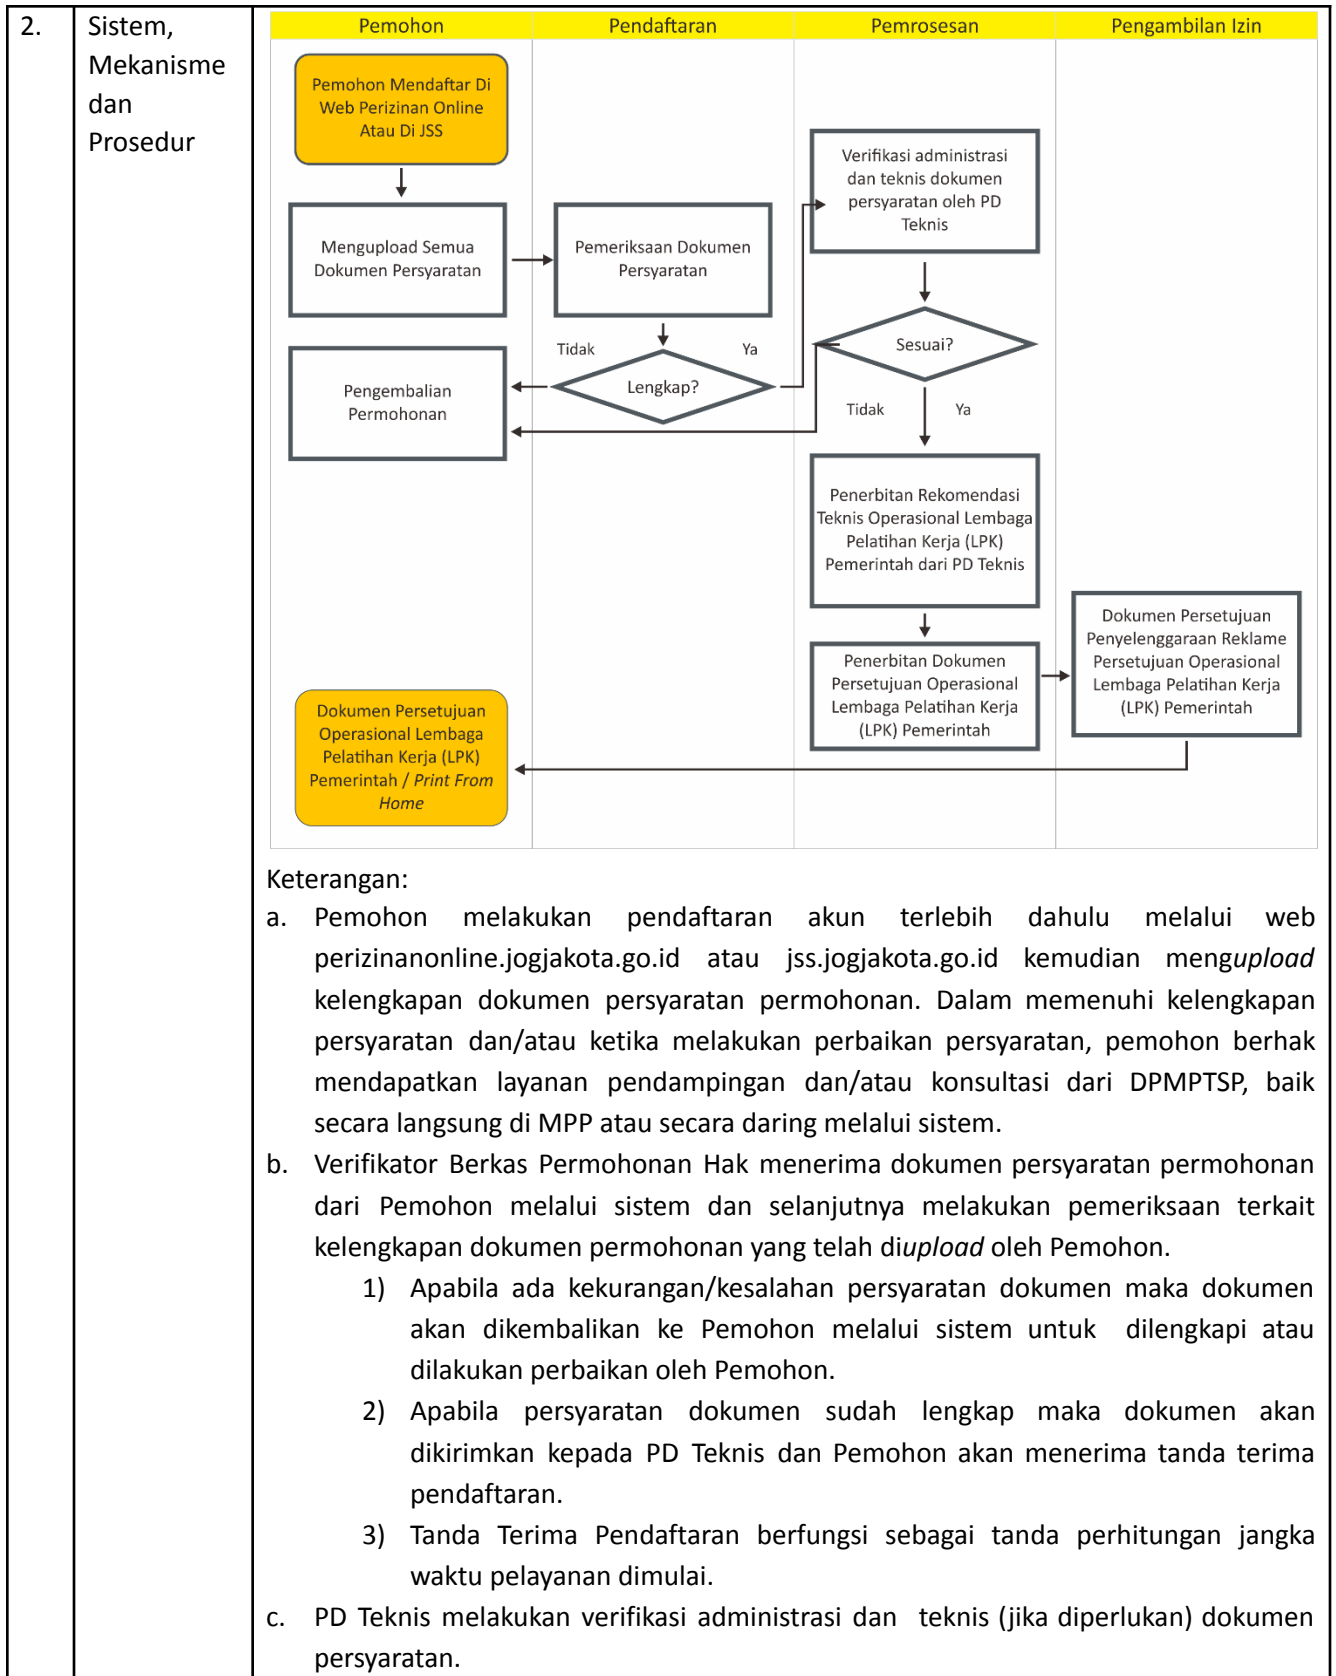 2.
Sistem,
Mekanisme
dan
Prosedur
Pemohon
Pendaftaran
Pemrosesan
Pengambilan Izin
Pemohon Mendaftar Di
Web Perizinan Online
Atau Di JSS
Mengupload Semua
Dokumen Persyaratan
Pemeriksaan Dokumen
Persyaratan
Verifikasi administrasi
dan teknis dokumen
persyaratan oleh PD
Teknis
Tidak
Ya
Lengkap?
Sesuai?
Pengembalian
Permohonan
Tidak
Ya
Penerbitan Rekomendasi
Teknis Operasional Lembaga
Pelatihan Kerja (LPK)
Pemerintah dari PD Teknis
Penerbitan Dokumen
Persetujuan Operasional
Lembaga Pelatihan Kerja
(LPK) Pemerintah
Dokumen Persetujuan
Penyelenggaraan Reklame
Persetujuan Operasional
Lembaga Pelatihan Kerja
(LPK) Pemerintah
Dokumen Persetujuan
Operasional Lembaga
Pelatihan Kerja (LPK)
Pemerintah / Print From
Home
Keterangan:
a. Pemohon melakukan pendaftaran akun terlebih dahulu melalui web
perizinanonline.jogjakota.go.id atau jss.jogjakota.go.id kemudian mengupload
kelengkapan dokumen persyaratan permohonan. Dalam memenuhi kelengkapan
persyaratan dan/atau ketika melakukan perbaikan persyaratan, pemohon berhak
mendapatkan layanan pendampingan dan/atau konsultasi dari DPMPTSP, baik
secara langsung di MPP atau secara daring melalui sistem.
b. Verifikator Berkas Permohonan Hak menerima dokumen persyaratan permohonan
dari Pemohon melalui sistem dan selanjutnya melakukan pemeriksaan terkait
kelengkapan dokumen permohonan yang telah diupload oleh Pemohon.
1) Apabila ada kekurangan/kesalahan persyaratan dokumen maka dokumen
akan dikembalikan ke Pemohon melalui sistem untuk dilengkapi atau
dilakukan perbaikan oleh Pemohon.
2) Apabila persyaratan dokumen sudah lengkap maka dokumen akan
dikirimkan kepada PD Teknis dan Pemohon akan menerima tanda terima
pendaftaran.
3) Tanda Terima Pendaftaran berfungsi sebagai tanda perhitungan jangka
waktu pelayanan dimulai.
c. PD Teknis melakukan verifikasi administrasi dan teknis (jika diperlukan) dokumen
persyaratan.